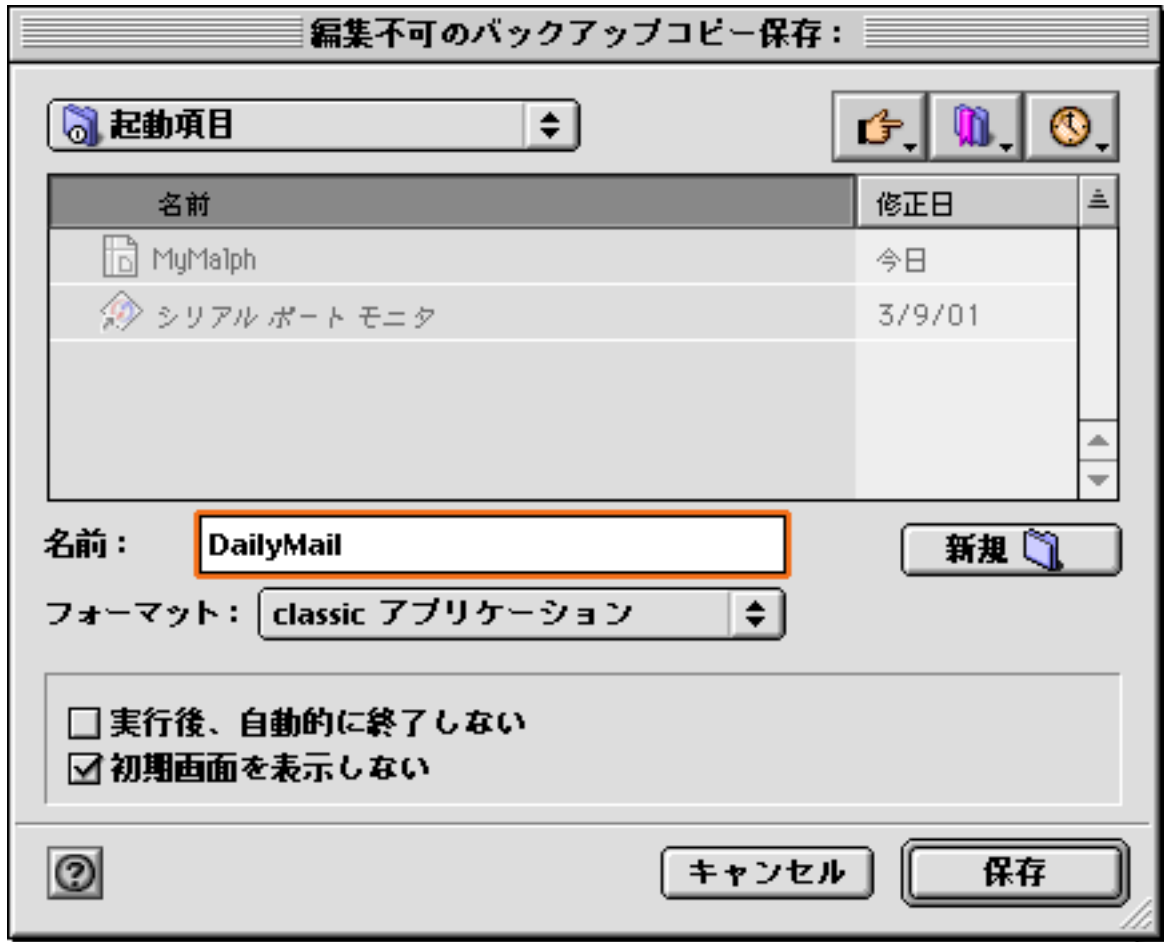 編集不可のバックアップコピー保存：
起動項目
名前 修正日
MyMalph 今日
シリアル ポート モニタ 3/9/01
名前： DailyMail 新規
フォーマット： classic アプリケーション
実行後、自動的に終了しない
初期画面を表示しない
? キャンセル 保存